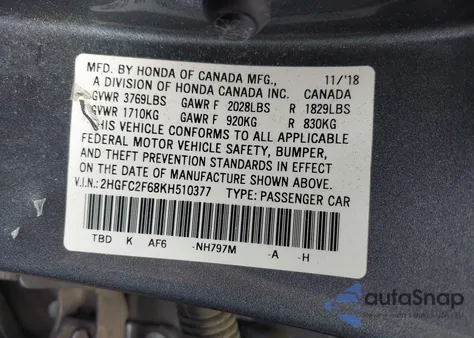 MFD. BY HONDA OF CANADA MFG., 11/'18
A DIVISION OF HONDA CANADA INC. CANADA
GVWR 3769LBS GAWR F 2028LBS R 1829LBS
GVWR 1710KG GAWR F 920KG R 830KG
THIS VEHICLE CONFORMS TO ALL APPLICABLE
FEDERAL MOTOR VEHICLE SAFETY, BUMPER,
AND THEFT PREVENTION STANDARDS IN EFFECT
ON THE DATE OF MANUFACTURE SHOWN ABOVE.
V.I.N.: 2HGFC2F68KH510377 TYPE: PASSENGER CAR
TBD K AF6 -NH797M -A -H
autoSnap